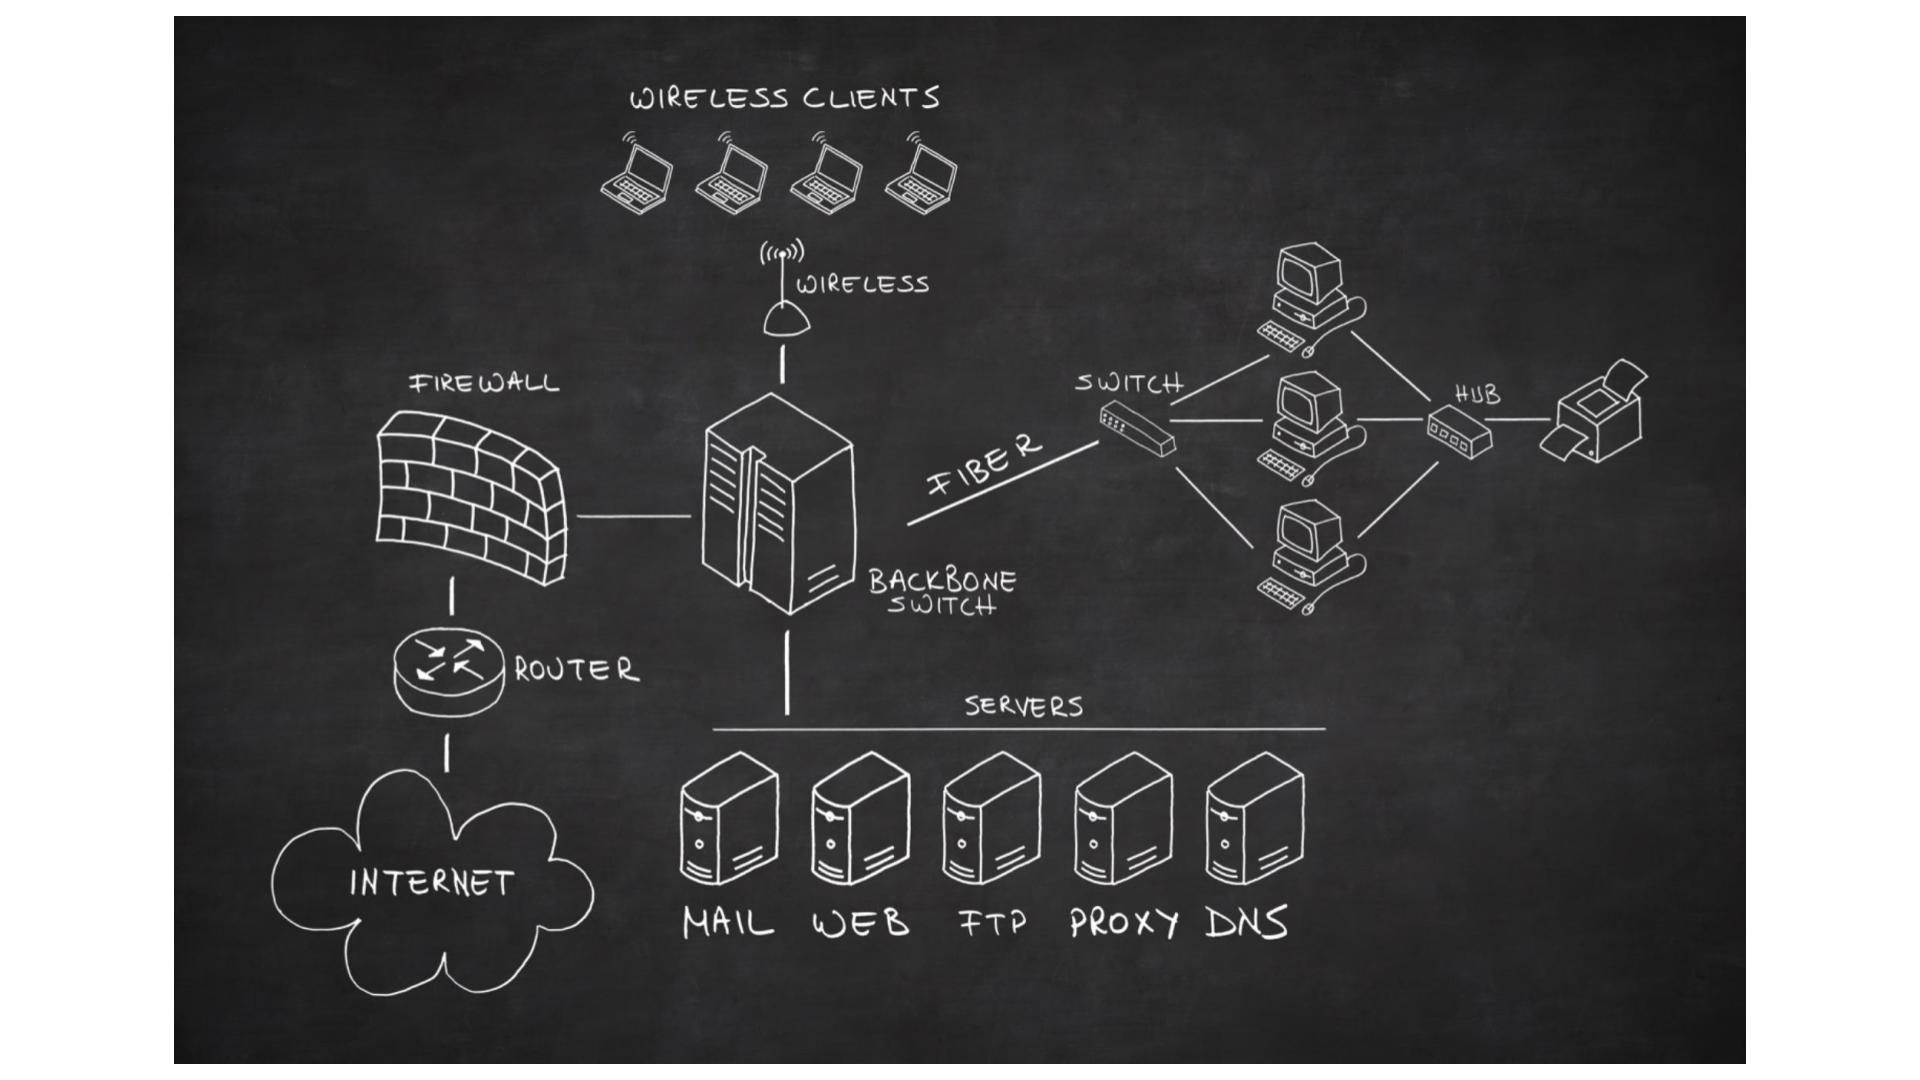 WIRELESS CLIENTS
WIRELESS
FIREWALL
SWITCH
HUB
FIBER
BACKBONE
SWITCH
ROUTER
SERVERS
INTERNET
MAIL
WEB
FTP
PROXY
DNS